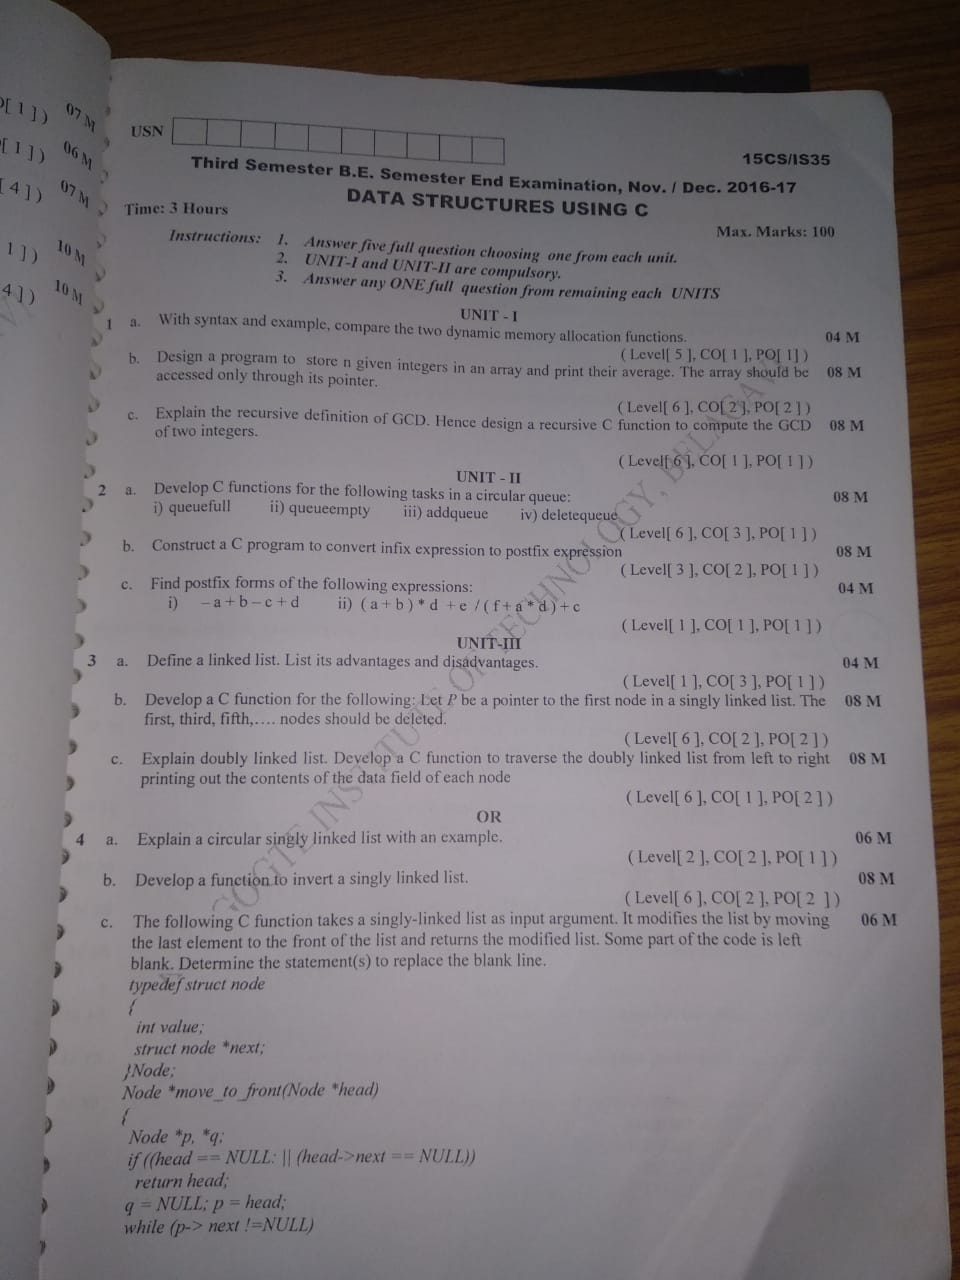 [ 1 ]) 07 M
[ 1 ]) 06 M
[ 4 ]) 07 M
1 ]) 10 M
4 ]) 10 M
USN
15CS/IS35
Third Semester B.E. Semester End Examination, Nov. / Dec. 2016-17
DATA STRUCTURES USING C
Time: 3 Hours
Max. Marks: 100
Instructions: 1. Answer five full question choosing one from each unit.
2. UNIT-I and UNIT-II are compulsory.
3. Answer any ONE full question from remaining each UNITS
UNIT - I
1 a. With syntax and example, compare the two dynamic memory allocation functions. 04 M
( Level[ 5 ], CO[ 1 ], PO[ 1] )
b. Design a program to store n given integers in an array and print their average. The array should be 08 M
accessed only through its pointer.
( Level[ 6 ], CO[ 2 ], PO[ 2 ] )
c. Explain the recursive definition of GCD. Hence design a recursive C function to compute the GCD 08 M
of two integers.
( Level[ 6 ], CO[ 1 ], PO[ 1 ] )
UNIT - II
2 a. Develop C functions for the following tasks in a circular queue: 08 M
i) queuefull ii) queueempty iii) addqueue iv) deletequeue
( Level[ 6 ], CO[ 3 ], PO[ 1 ] )
b. Construct a C program to convert infix expression to postfix expression 08 M
( Level[ 3 ], CO[ 2 ], PO[ 1 ] )
c. Find postfix forms of the following expressions: 04 M
i) – a + b – c + d ii) ( a + b ) * d + e / ( f + a * d ) + c
( Level[ 1 ], CO[ 1 ], PO[ 1 ] )
UNIT-III
3 a. Define a linked list. List its advantages and disadvantages. 04 M
( Level[ 1 ], CO[ 3 ], PO[ 1 ] )
b. Develop a C function for the following: Let P be a pointer to the first node in a singly linked list. The 08 M
first, third, fifth,…. nodes should be deleted.
( Level[ 6 ], CO[ 2 ], PO[ 2 ] )
c. Explain doubly linked list. Develop a C function to traverse the doubly linked list from left to right 08 M
printing out the contents of the data field of each node
( Level[ 6 ], CO[ 1 ], PO[ 2 ] )
OR
4 a. Explain a circular singly linked list with an example. 06 M
( Level[ 2 ], CO[ 2 ], PO[ 1 ] )
b. Develop a function to invert a singly linked list. 08 M
( Level[ 6 ], CO[ 2 ], PO[ 2 ] )
c. The following C function takes a singly-linked list as input argument. It modifies the list by moving 06 M
the last element to the front of the list and returns the modified list. Some part of the code is left
blank. Determine the statement(s) to replace the blank line.
typedef struct node
{
int value;
struct node *next;
}Node;
Node *move_to_front(Node *head)
{
Node *p, *q;
if ((head == NULL: || (head->next == NULL))
return head;
q = NULL; p = head;
while (p-> next !=NULL)
GOGTE INSTITUTE OF TECHNOLOGY, BELAGAVI